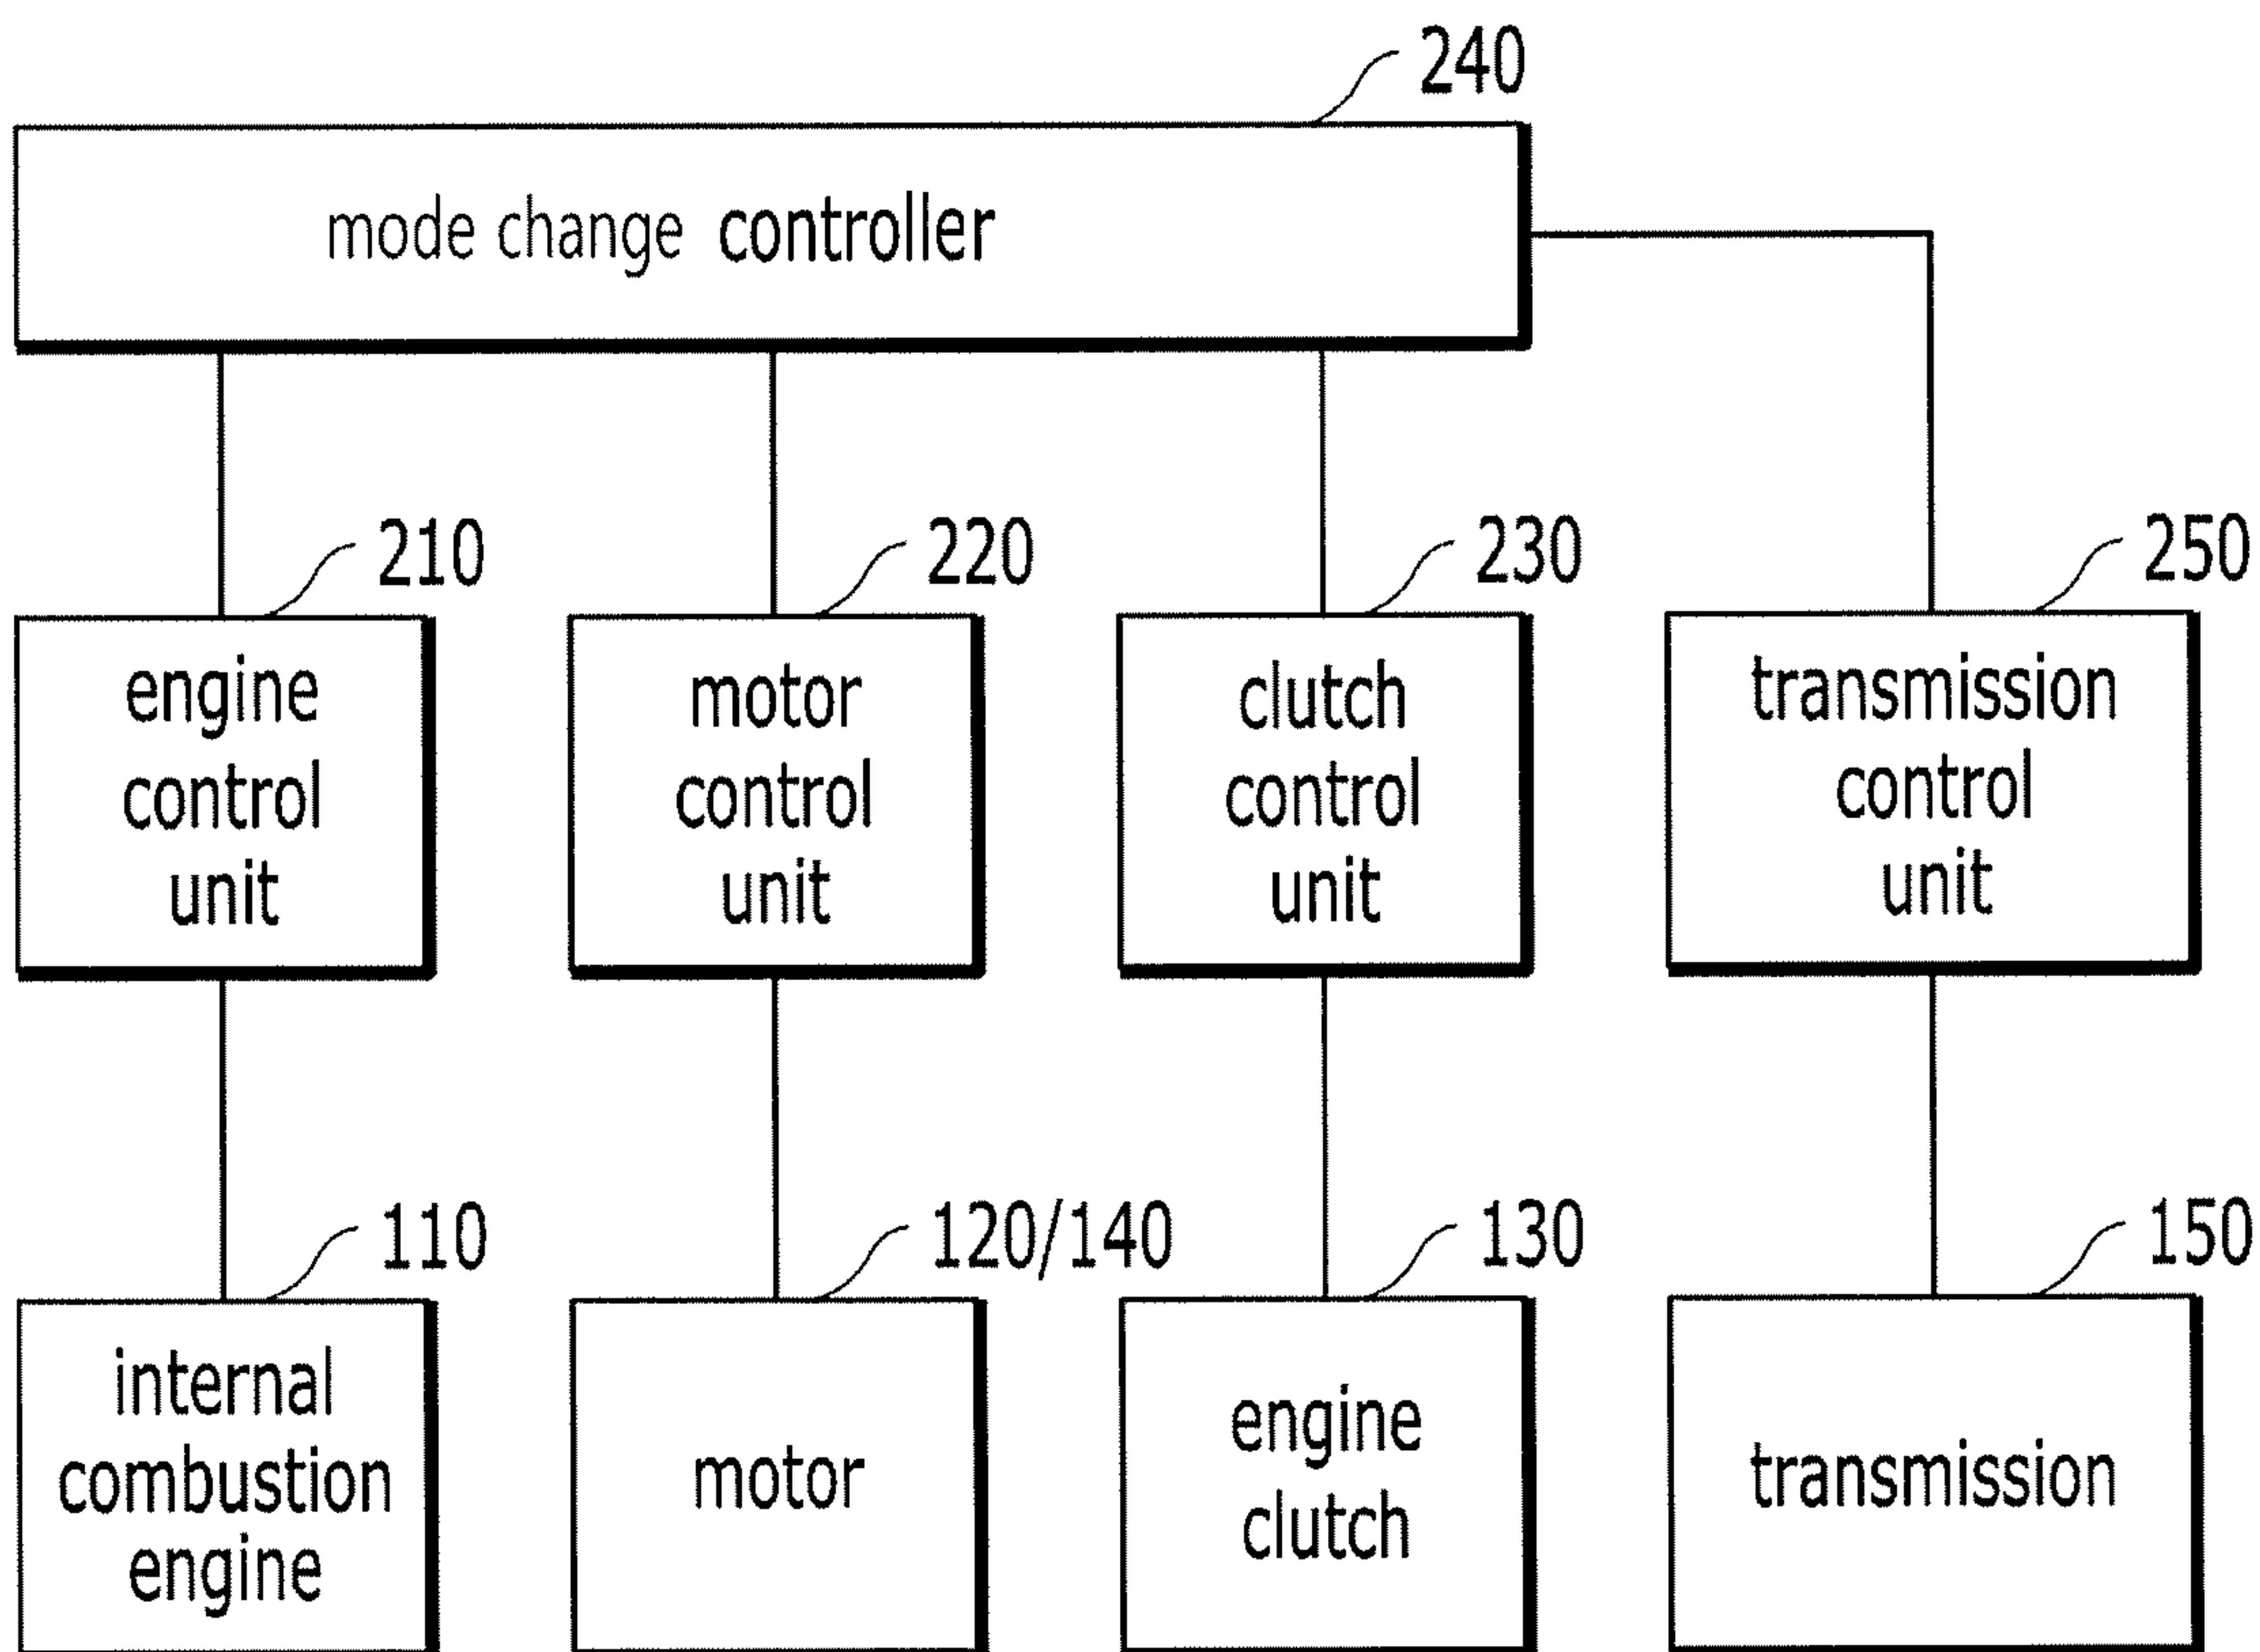 240
mode change controller
210
220
230
250
engine
control
unit
motor
control
unit
clutch
control
unit
transmission
control
unit
110
120/140
130
150
internal
combustion
engine
motor
engine
clutch
transmission